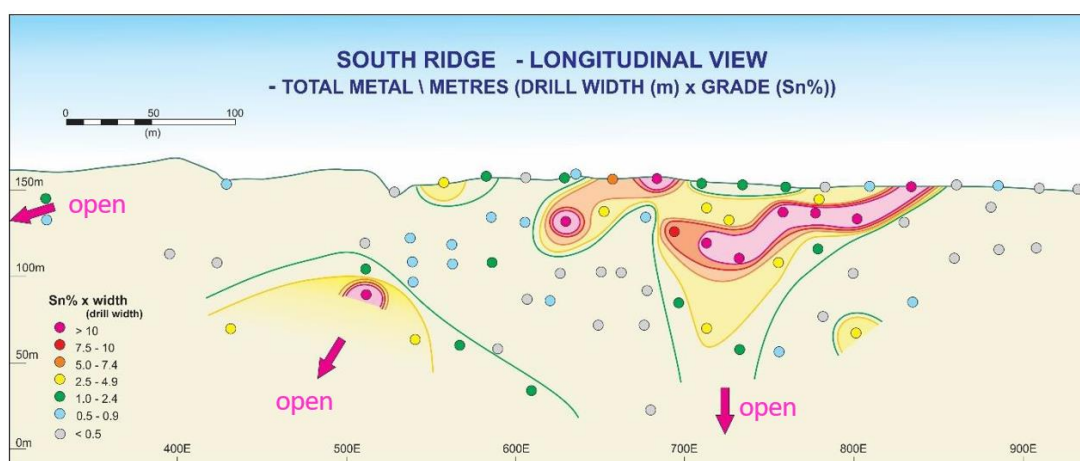 SOUTH RIDGE - LONGITUDINAL VIEW
- TOTAL METAL \ METRES (DRILL WIDTH (m) x GRADE (Sn%))
0 50 100
(m)
150m
open
100m
Sn% x width
(drill width)
> 10
7.5 - 10
5.0 - 7.4
2.5 - 4.9
1.0 - 2.4
0.5 - 0.9
< 0.5
50m
open
open
0m
400E 500E 600E 700E 800E 900E